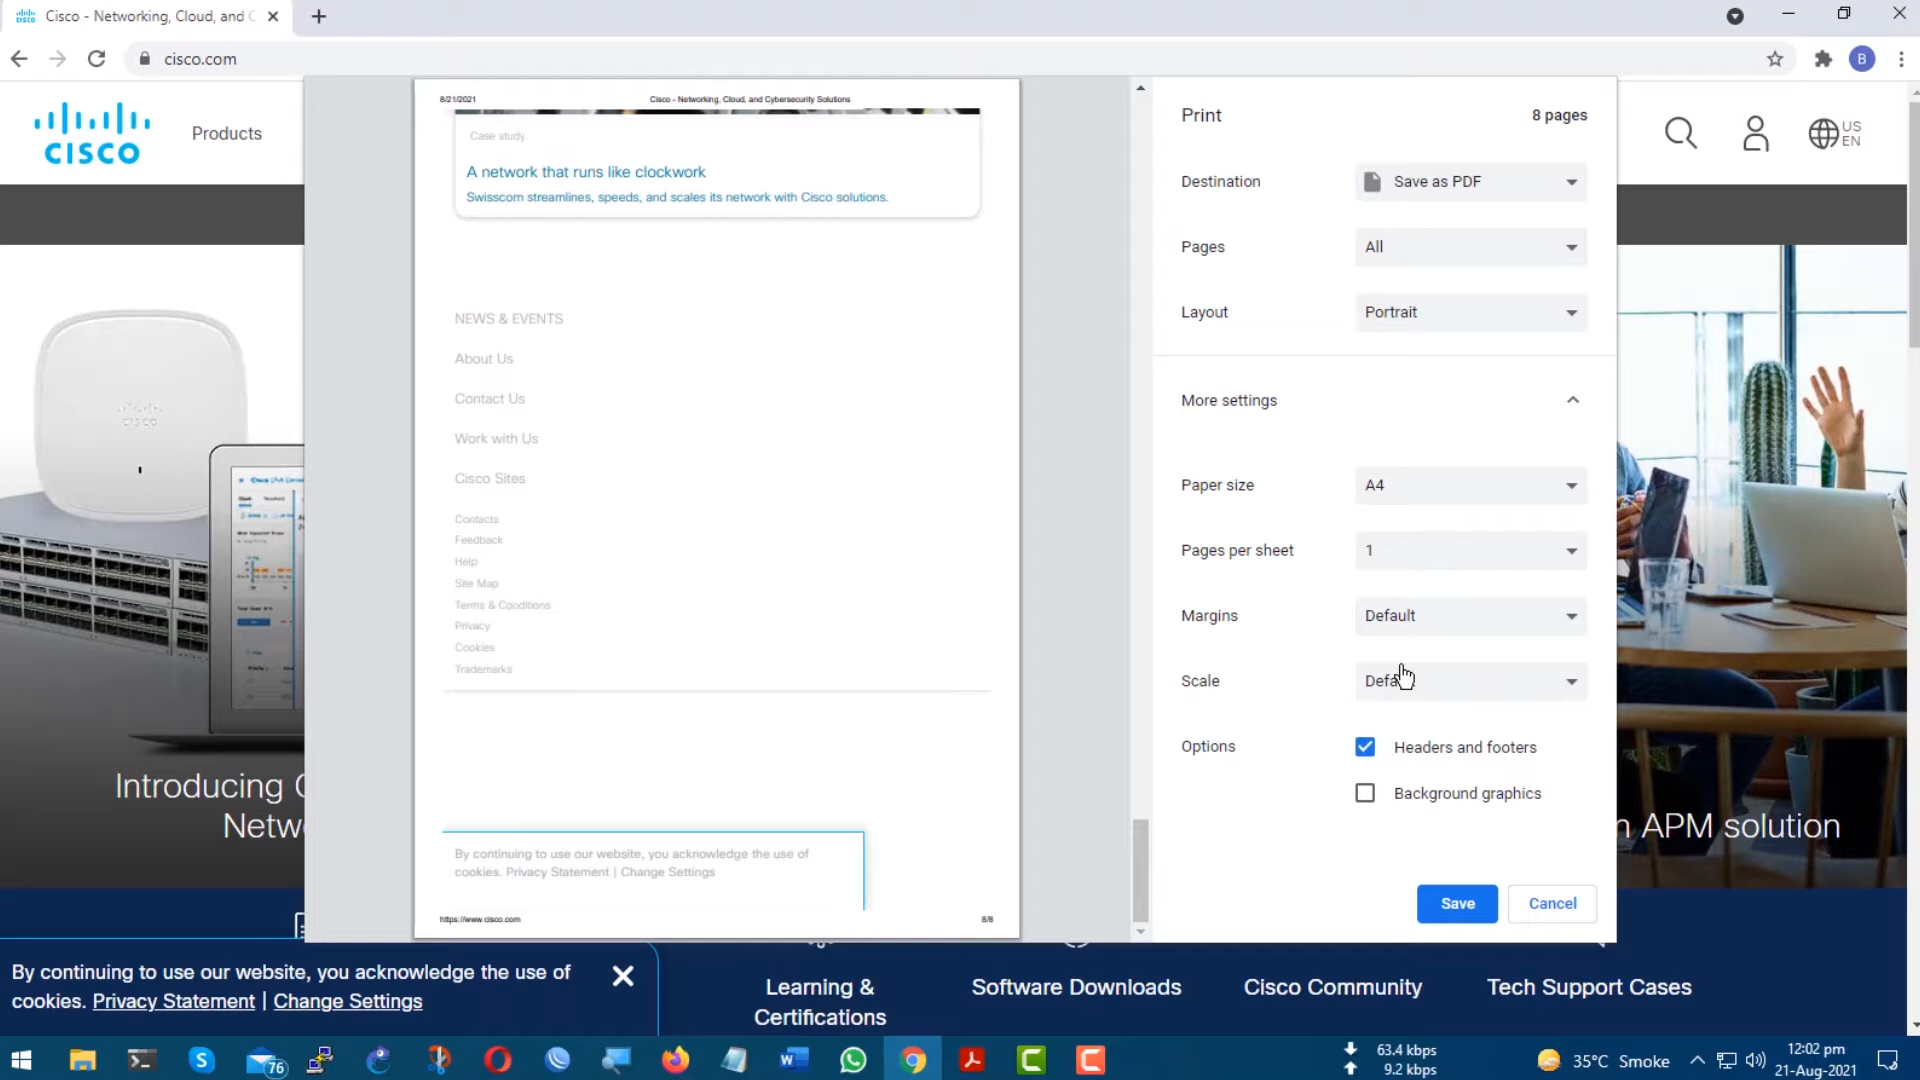 Cisco - Networking, Cloud, and C
cisco.com
B
CISCO
Products
US
EN
8/21/2021
Cisco - Networking, Cloud, and Cybersecurity Solutions
Case study
A network that runs like clockwork
Swisscom streamlines, speeds, and scales its network with Cisco solutions.
NEWS & EVENTS
About Us
Contact Us
Work with Us
Cisco Sites
Contacts
Feedback
Help
Site Map
Terms & Conditions
Privacy
Cookies
Trademarks
By continuing to use our website, you acknowledge the use of
cookies. Privacy Statement | Change Settings
https://www.cisco.com
8/8
Print
8 pages
Destination
Save as PDF
Pages
All
Layout
Portrait
More settings
Paper size
A4
Pages per sheet
1
Margins
Default
Scale
Default
Options
Headers and footers
Background graphics
Save
Cancel
Introducing C
Netw
n APM solution
By continuing to use our website, you acknowledge the use of
cookies. Privacy Statement | Change Settings
Learning &
Certifications
Software Downloads
Cisco Community
Tech Support Cases
76
63.4 kbps
9.2 kbps
35°C Smoke
12:02 pm
21-Aug-2021